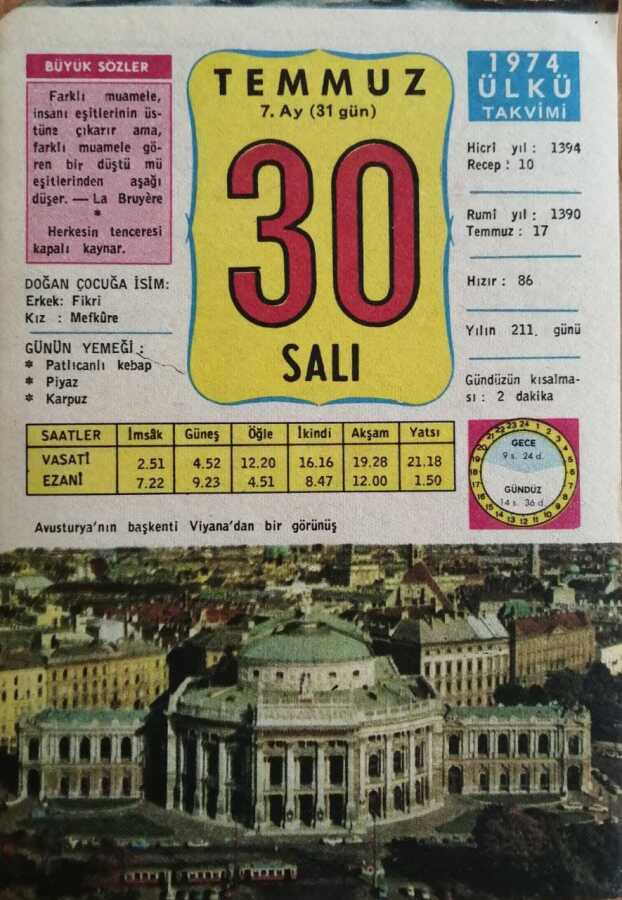 BÜYÜK SÖZLER
Farklı muamele,
insanı eşitlerinin üs-
tüne çıkarır ama,
farklı muamele gö-
ren bir düştü mü
eşitlerinden aşağı
düşer. — La Bruyère
*
Herkesin tenceresi
kapalı kaynar.
DOĞAN ÇOCUĞA İSİM:
Erkek: Fikri
Kız : Mefkûre
GÜNÜN YEMEĞİ :
* Patlıcanlı kebap
* Piyaz
* Karpuz
TEMMUZ
7. Ay (31 gün)
30
SALI
1974
ÜLKÜ
TAKVİMİ
Hicrî yıl : 1394
Recep : 10
Rumî yıl : 1390
Temmuz : 17
Hızır : 86
Yılın 211. günü
Gündüzün kısalma-
sı : 2 dakika
SAATLER İmsâk Güneş Öğle İkindi Akşam Yatsı
VASATİ 2.51 4.52 12.20 16.16 19.28 21.18
EZANİ 7.22 9.23 4.51 8.47 12.00 1.50
GECE
9 s. 24 d.
GÜNDÜZ
14 s. 36 d.
Avusturya'nın başkenti Viyana'dan bir görünüş